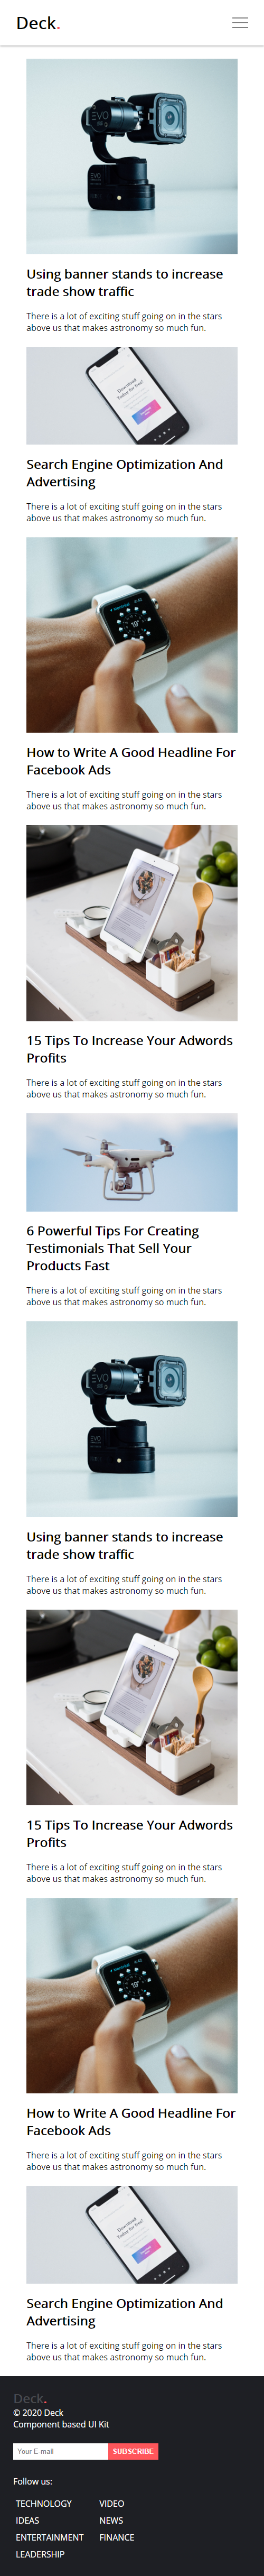 Deck.
Using banner stands to increase
trade show traffic
There is a lot of exciting stuff going on in the stars
above us that makes astronomy so much fun.
Search Engine Optimization And
Advertising
There is a lot of exciting stuff going on in the stars
above us that makes astronomy so much fun.
How to Write A Good Headline For
Facebook Ads
There is a lot of exciting stuff going on in the stars
above us that makes astronomy so much fun.
15 Tips To Increase Your Adwords
Profits
There is a lot of exciting stuff going on in the stars
above us that makes astronomy so much fun.
6 Powerful Tips For Creating
Testimonials That Sell Your
Products Fast
There is a lot of exciting stuff going on in the stars
above us that makes astronomy so much fun.
Using banner stands to increase
trade show traffic
There is a lot of exciting stuff going on in the stars
above us that makes astronomy so much fun.
15 Tips To Increase Your Adwords
Profits
There is a lot of exciting stuff going on in the stars
above us that makes astronomy so much fun.
How to Write A Good Headline For
Facebook Ads
There is a lot of exciting stuff going on in the stars
above us that makes astronomy so much fun.
Search Engine Optimization And
Advertising
There is a lot of exciting stuff going on in the stars
above us that makes astronomy so much fun.
Deck.
© 2020 Deck
Component based UI Kit
Your E-mail SUBSCRIBE
Follow us:
TECHNOLOGY VIDEO
IDEAS NEWS
ENTERTAINMENT FINANCE
LEADERSHIP